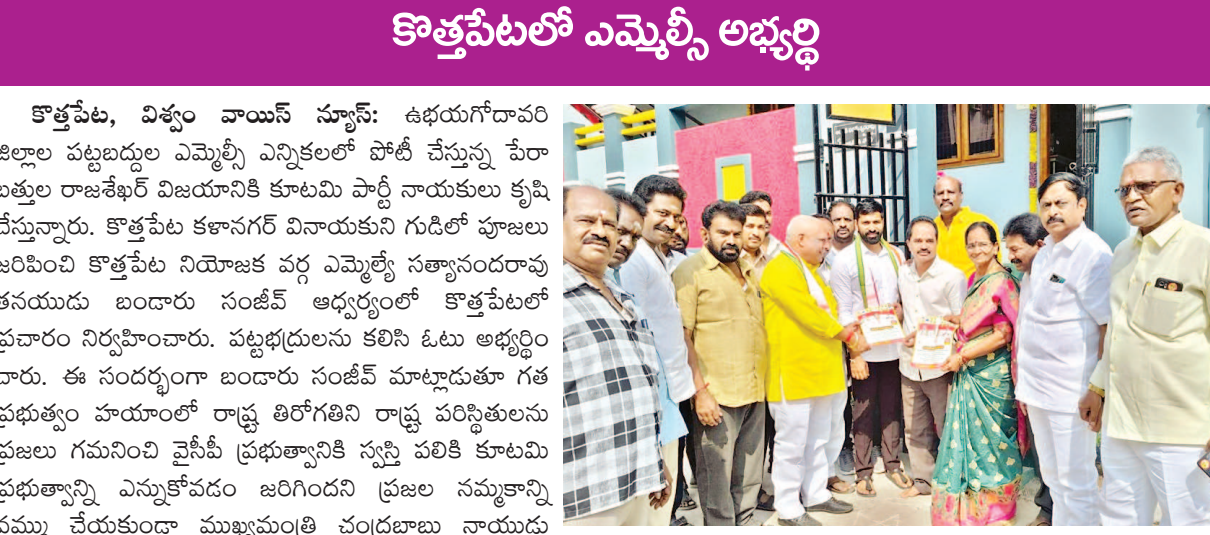 కొత్తపేటలో ఎమ్మెల్సీ అభ్యర్థి
కొత్తపేట, విశ్వం వాయిస్ న్యూస్: ఉభయగోదావరి
జిల్లాల పట్టబద్దుల ఎమ్మెల్సీ ఎన్నికలలో పోటీ చేస్తున్న పేరా
బత్తుల రాజశేఖర్ విజయానికి కూటమి పార్టీ నాయకులు కృషి
చేస్తున్నారు. కొత్తపేట కళానగర్ వినాయకుని గుడిలో పూజలు
జరిపించి కొత్తపేట నియోజక వర్గ ఎమ్మెల్యే సత్యానందరావు
తనయుడు బండారు సంజీవ్ ఆధ్వర్యంలో కొత్తపేటలో
ప్రచారం నిర్వహించారు. పట్టభద్రులను కలిసి ఓటు అభ్యర్థిం
చారు. ఈ సందర్భంగా బండారు సంజీవ్ మాట్లాడుతూ గత
ప్రభుత్వం హయాంలో రాష్ట్ర తిరోగతిని రాష్ట్ర పరిస్థితులను
ప్రజలు గమనించి వైసీపీ ప్రభుత్వానికి స్వస్తి పలికి కూటమి
ప్రభుత్వాన్ని ఎన్నుకోవడం జరిగిందని ప్రజల నమ్మకాన్ని
వమ్ము చేయకుండా ముఖ్యమంత్రి చంద్రబాబు నాయుడు